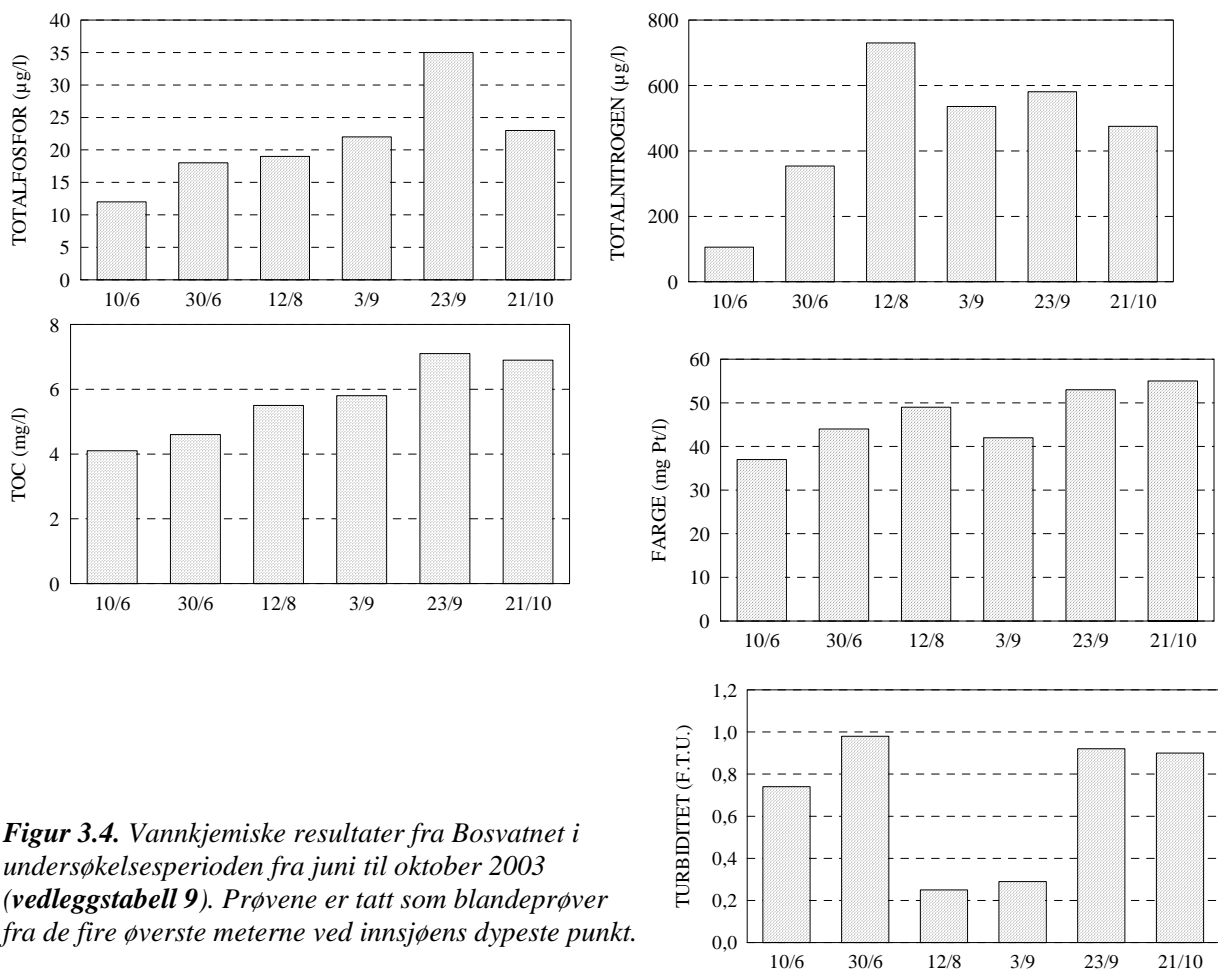 TOTALFOSFOR (µg/l)
40
35
30
25
20
15
10
5
0
10/6 30/6 12/8 3/9 23/9 21/10
TOTALNITROGEN (µg/l)
800
600
400
200
0
10/6 30/6 12/8 3/9 23/9 21/10
TOC (mg/l)
8
6
4
2
0
10/6 30/6 12/8 3/9 23/9 21/10
FARGE (mg Pt/l)
60
50
40
30
20
10
0
10/6 30/6 12/8 3/9 23/9 21/10
TURBIDITET (F.T.U.)
1,2
1,0
0,8
0,6
0,4
0,2
0,0
10/6 30/6 12/8 3/9 23/9 21/10
Figur 3.4. Vannkjemiske resultater fra Bosvatnet i
undersøkelsesperioden fra juni til oktober 2003
(vedleggstabell 9). Prøvene er tatt som blandeprøver
fra de fire øverste meterne ved innsjøens dypeste punkt.